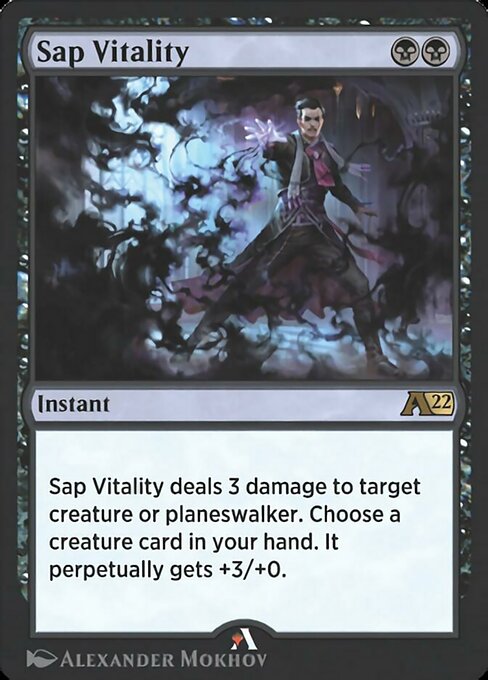 Sap Vitality
Instant
A22
Sap Vitality deals 3 damage to target
creature or planeswalker. Choose a
creature card in your hand. It
perpetually gets +3/+0.
Alexander Mokhov